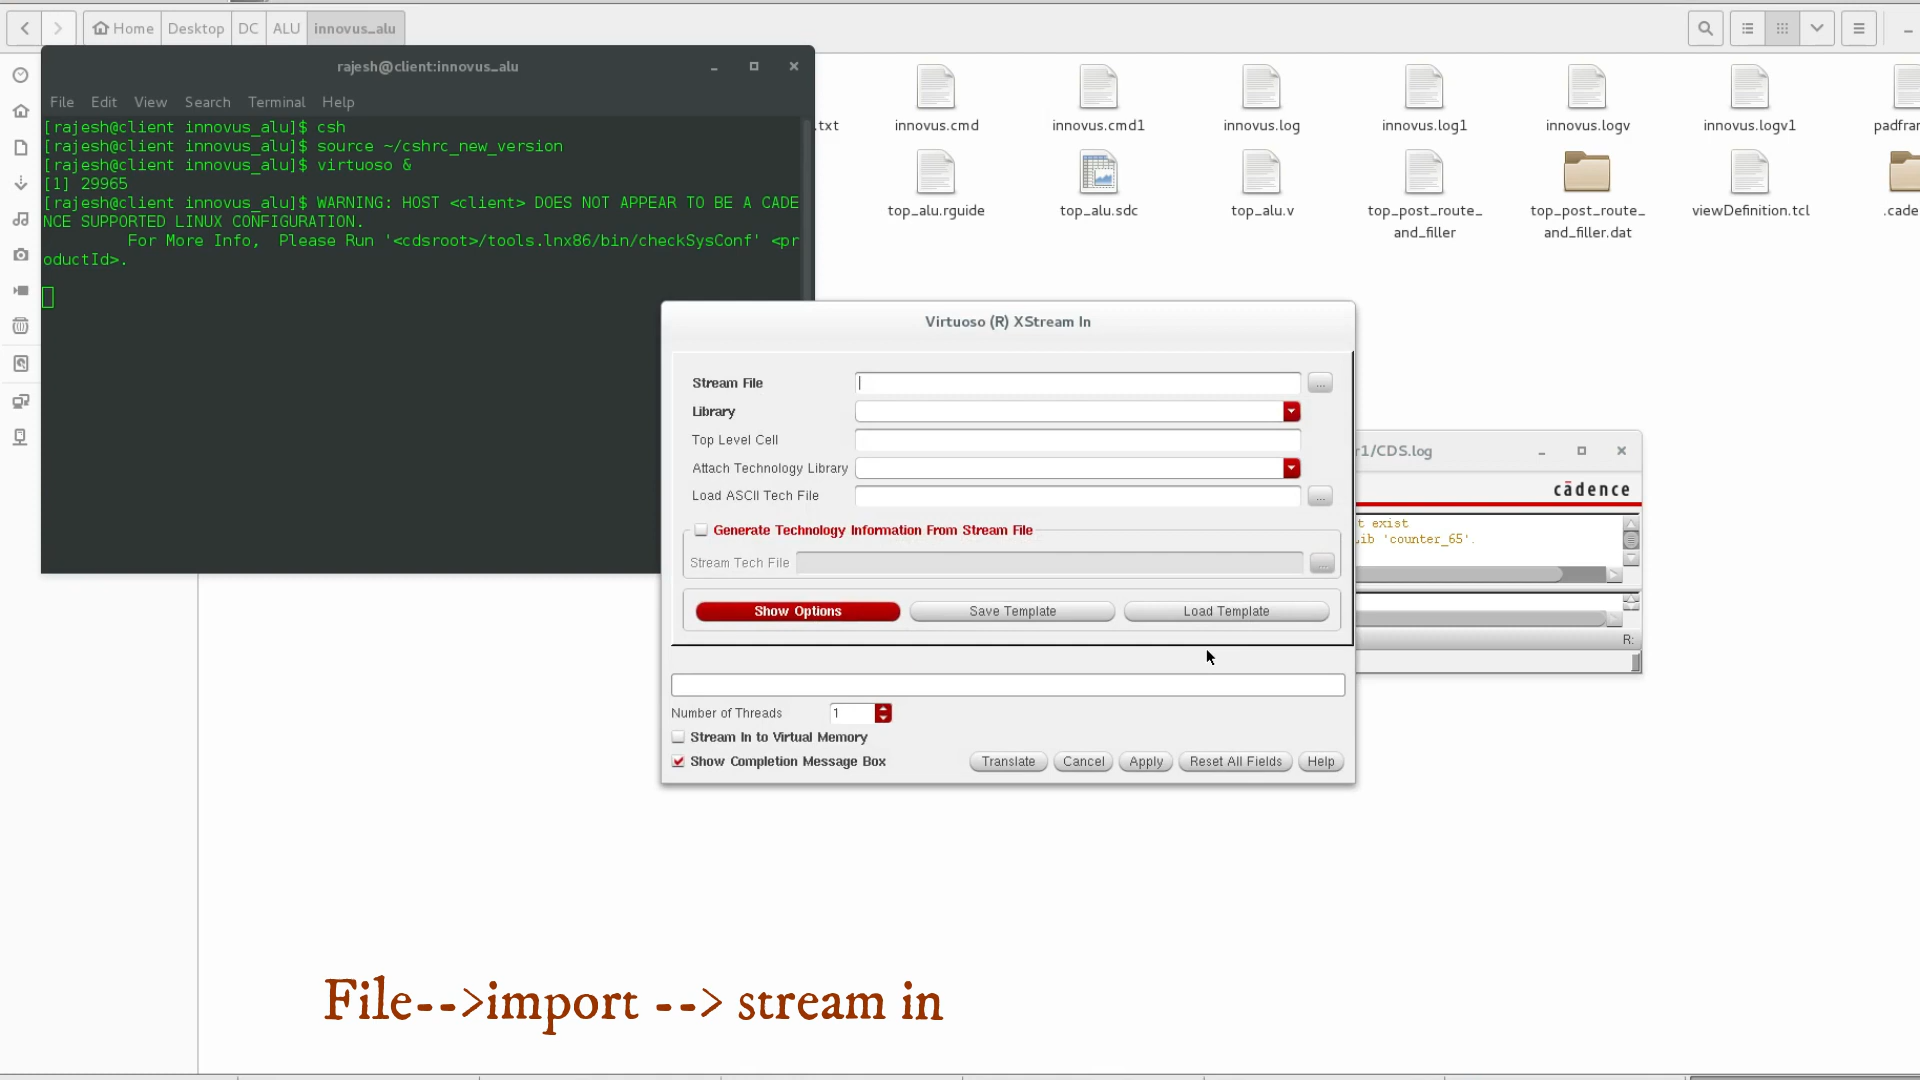 Home
Desktop
DC
ALU
innovus_alu
rajesh@client:innovus_alu
File Edit View Search Terminal Help
[rajesh@client innovus_alu]$ csh
[rajesh@client innovus_alu]$ source ~/cshrc_new_version
[rajesh@client innovus_alu]$ virtuoso &
[1] 29965
[rajesh@client innovus_alu]$ WARNING: HOST <client> DOES NOT APPEAR TO BE A CADE
NCE SUPPORTED LINUX CONFIGURATION.
For More Info, Please Run '<cdsroot>/tools.lnx86/bin/checkSysConf' <pr
oductId>.
.txt
innovus.cmd
innovus.cmd1
innovus.log
innovus.log1
innovus.logv
innovus.logv1
padfram
top_alu.rguide
top_alu.sdc
top_alu.v
top_post_route_
and_filler
top_post_route_
and_filler.dat
viewDefinition.tcl
.cade
Virtuoso (R) XStream In
Stream File
...
Library
Top Level Cell
Attach Technology Library
Load ASCII Tech File
...
Generate Technology Information From Stream File
Stream Tech File
...
Show Options
Save Template
Load Template
Number of Threads
1
Stream In to Virtual Memory
Show Completion Message Box
Translate
Cancel
Apply
Reset All Fields
Help
r1/CDS.log
cādence
t exist
ib 'counter_65'.
R:
File-->import --> stream in